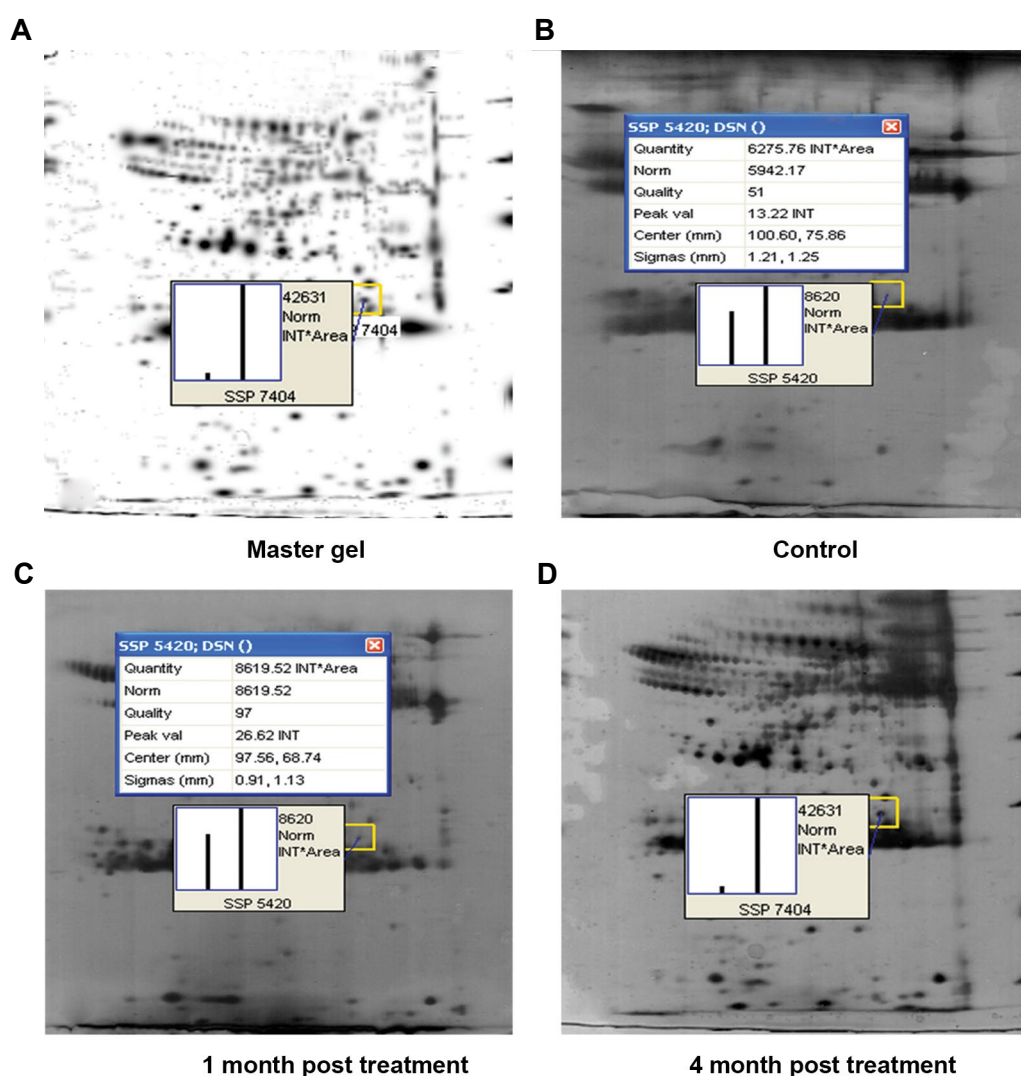 A
42631
Norm
INT*Area
7404
SSP 7404
Master gel
B
SSP 5420; DSN ()
Quantity 6275.76 INT*Area
Norm 5942.17
Quality 51
Peak val 13.22 INT
Center (mm) 100.60, 75.86
Sigmas (mm) 1.21, 1.25
8620
Norm
INT*Area
SSP 5420
Control
C
SSP 5420; DSN ()
Quantity 8619.52 INT*Area
Norm 8619.52
Quality 97
Peak val 26.62 INT
Center (mm) 97.56, 68.74
Sigmas (mm) 0.91, 1.13
8620
Norm
INT*Area
SSP 5420
1 month post treatment
D
42631
Norm
INT*Area
SSP 7404
4 month post treatment